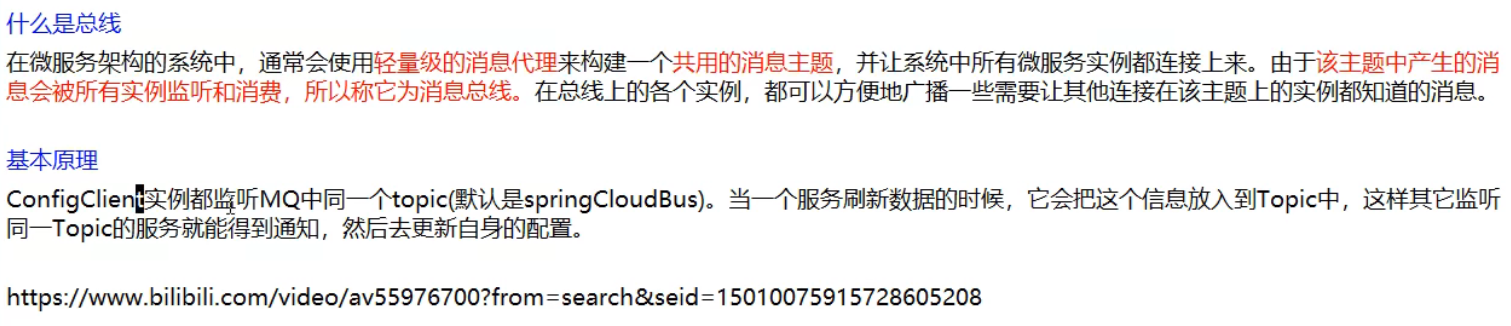 什么是总线
在微服务架构的系统中，通常会使用轻量级的消息代理来构建一个共用的消息主题，并让系统中所有微服务实例都连接上来。由于该主题中产生的消
息会被所有实例监听和消费，所以称它为消息总线。在总线上的各个实例，都可以方便地广播一些需要让其他连接在该主题上的实例都知道的消息。
基本原理
ConfigClient实例都监听MQ中同一个topic(默认是springCloudBus)。当一个服务刷新数据的时候，它会把这个信息放入到Topic中，这样其它监听
同一Topic的服务就能得到通知，然后去更新自身的配置。
https://www.bilibili.com/video/av55976700?from=search&seid=15010075915728605208